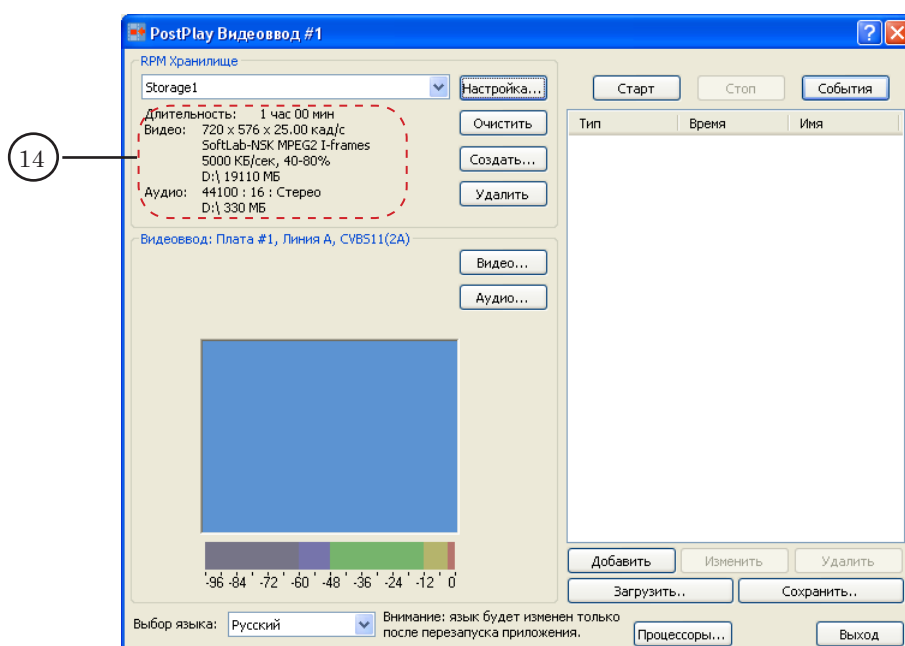 PostPlay Видеоввод #1
RPM Хранилище
Storage1
Настройка...
Длительность: 1 час 00 мин
Видео: 720 x 576 x 25.00 кад/с
SoftLab-NSK MPEG2 I-frames
5000 КБ/сек, 40-80%
D:\ 19110 МБ
Аудио: 44100 : 16 : Стерео
D:\ 330 МБ
Очистить
Создать...
Удалить
14
Видеоввод: Плата #1, Линия A, CVBS11(2A)
Видео...
Аудио...
-96 -84 -72 -60 -48 -36 -24 -12 0
Выбор языка: Русский
Внимание: язык будет изменен только
после перезапуска приложения.
Старт Стоп События
Тип Время Имя
Добавить Изменить Удалить
Загрузить.. Сохранить..
Процессоры... Выход